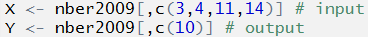 X <- nber2009[,c(3,4,11,14)] # input
Y <- nber2009[,c(10)] # output